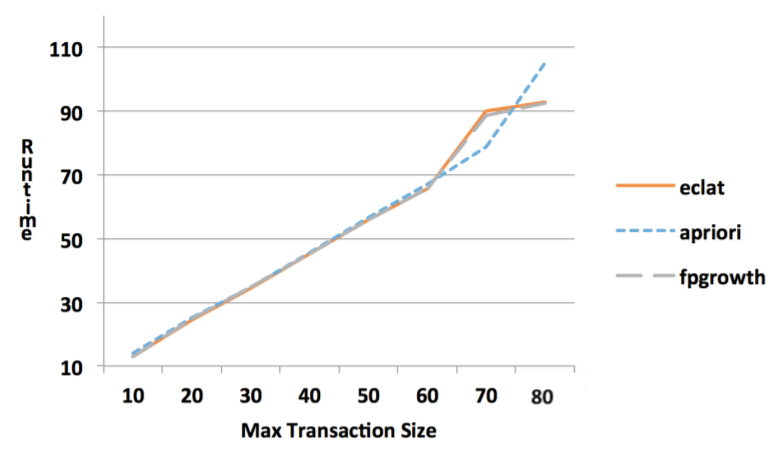 110
90
70
50
30
10
Runtime
10 20 30 40 50 60 70 80
Max Transaction Size
eclat
apriori
fpgrowth